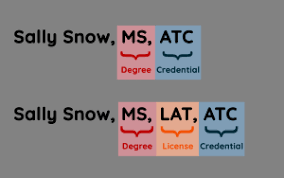 Sally Snow, MS, ATC
Degree Credential
Sally Snow, MS, LAT, ATC
Degree License Credential